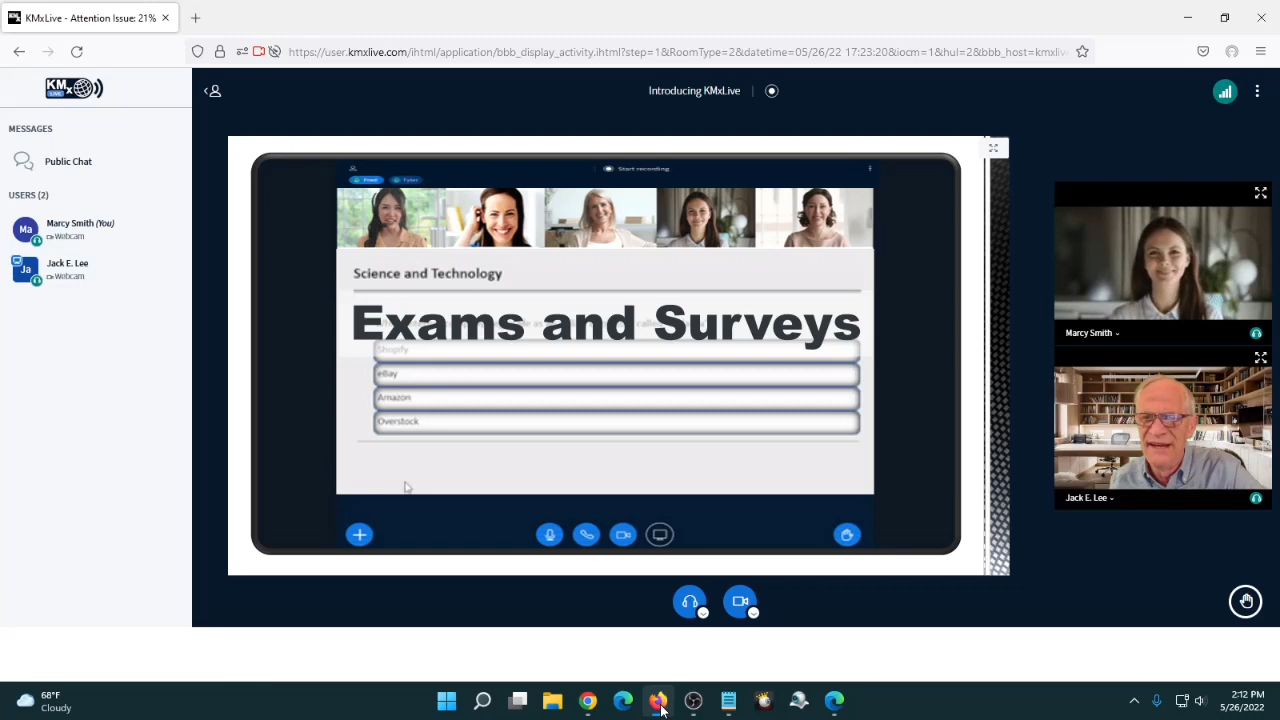 KMxLive - Attention Issue: 21%
https://user.kmxlive.com/ihtml/application/bbb_display_activity.ihtml?step=1&RoomType=2&datetime=05/26/22 17:23:20&iocm=1&hul=2&bbb_host=kmxliv
KMx
LIVE
Introducing KMxLive
MESSAGES
Public Chat
USERS (2)
Ma
Marcy Smith (You)
Webcam
Ja
Jack E. Lee
Webcam
Start recording
Science and Technology
Exams and Surveys
Shopify
eBay
Amazon
Overstock
Marcy Smith
Jack E. Lee
68°F
Cloudy
2:12 PM
5/26/2022